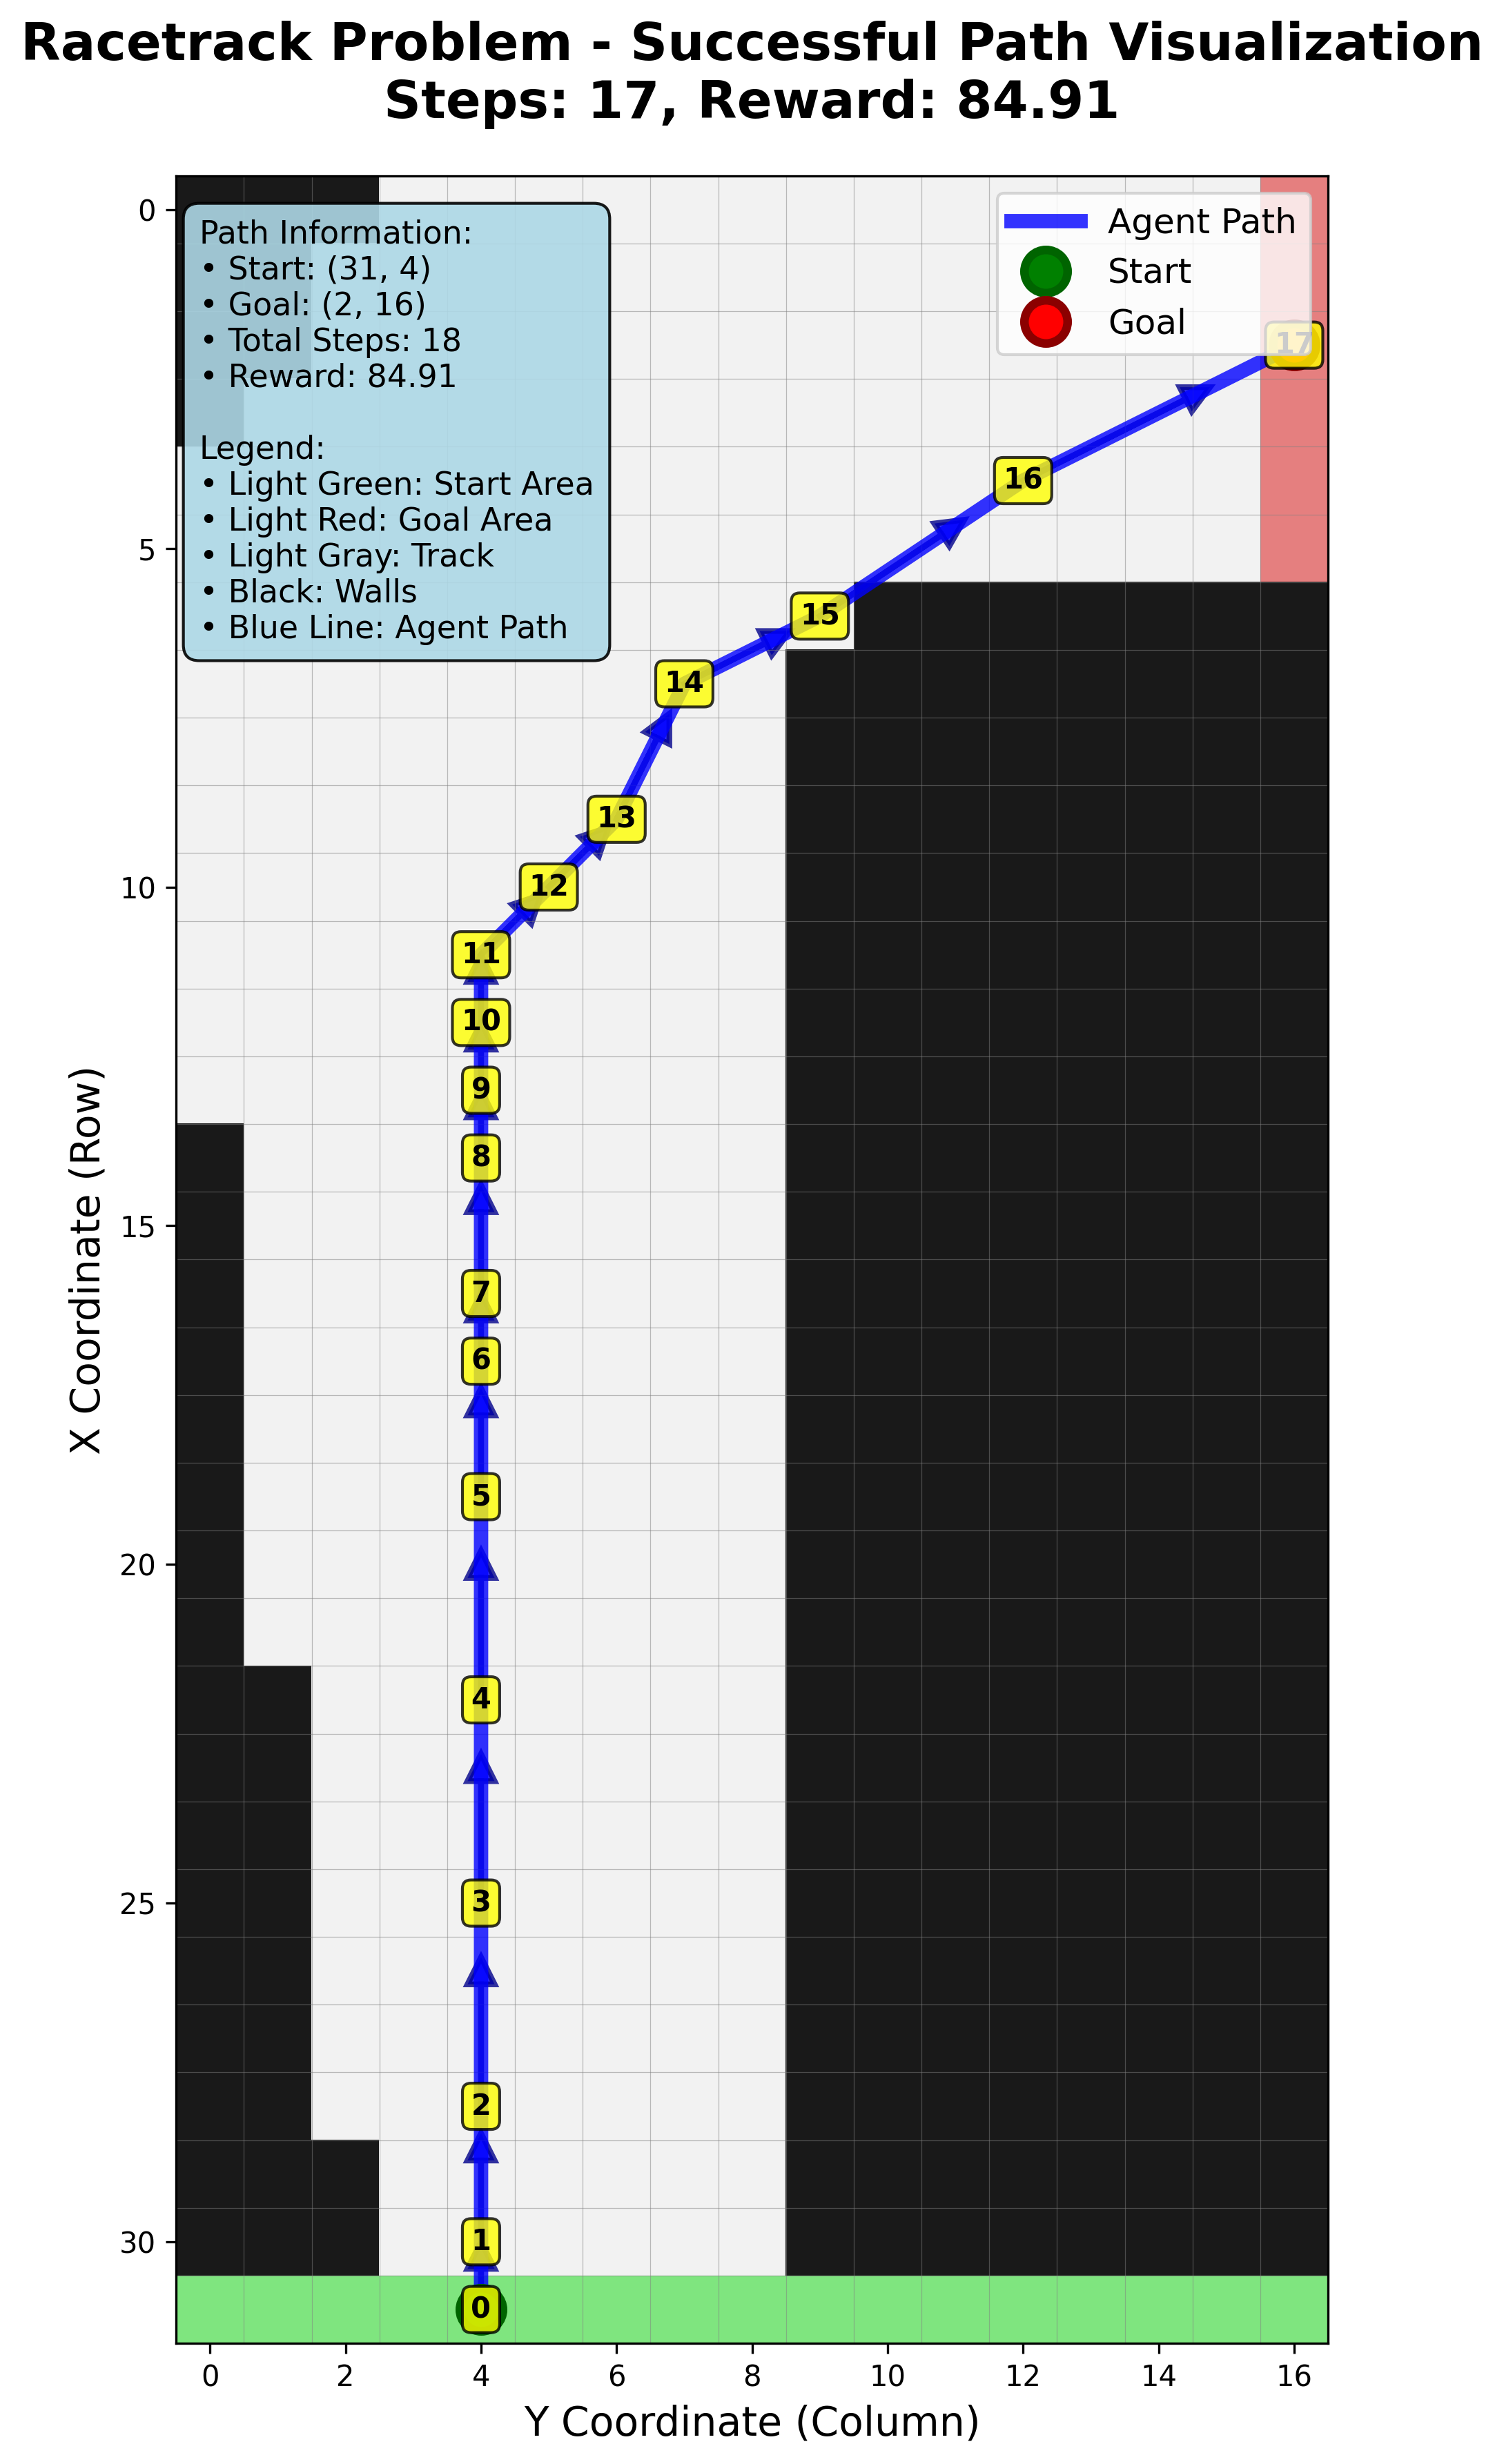 Racetrack Problem - Successful Path Visualization
Steps: 17, Reward: 84.91
Path Information:
• Start: (31, 4)
• Goal: (2, 16)
• Total Steps: 18
• Reward: 84.91
Legend:
• Light Green: Start Area
• Light Red: Goal Area
• Light Gray: Track
• Black: Walls
• Blue Line: Agent Path
Agent Path
Start
Goal
17
16
15
14
13
12
11
10
9
8
7
6
5
4
3
2
1
0
X Coordinate (Row)
0
5
10
15
20
25
30
0 2 4 6 8 10 12 14 16
Y Coordinate (Column)